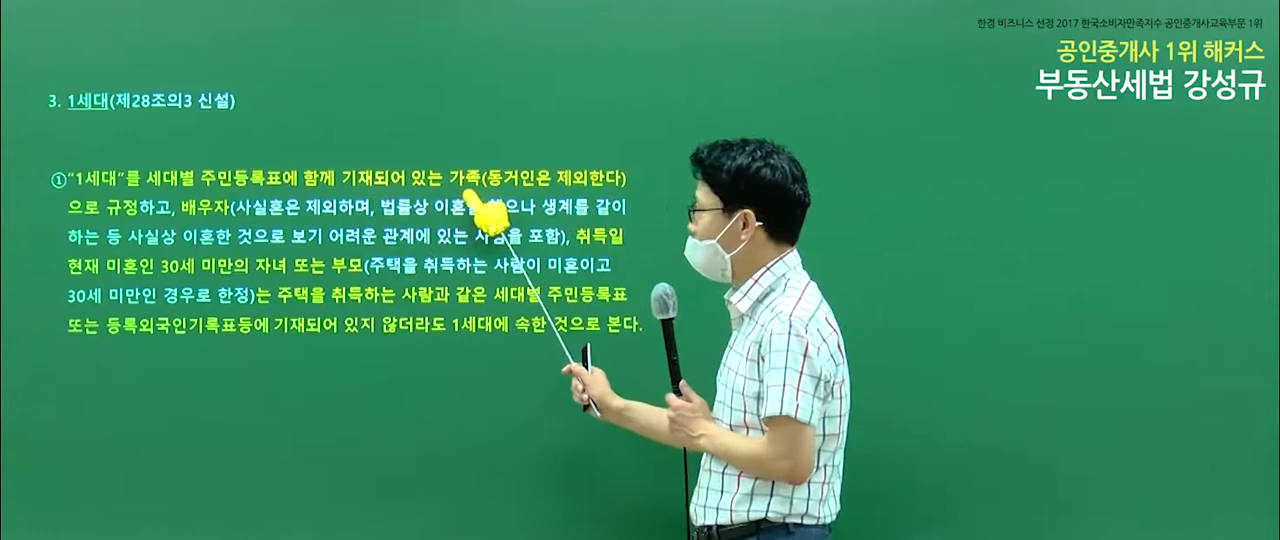 한경 비즈니스 선정 2017 한국소비자만족지수 공인중개사교육부문 1위
공인중개사 1위 해커스
부동산세법 강성규
3. 1세대(제28조의3 신설)
①"1세대"를 세대별 주민등록표에 함께 기재되어 있는 가족(동거인은 제외한다)
으로 규정하고, 배우자(사실혼은 제외하며, 법률상 이혼을 했으나 생계를 같이
하는 등 사실상 이혼한 것으로 보기 어려운 관계에 있는 사람을 포함), 취득일
현재 미혼인 30세 미만의 자녀 또는 부모(주택을 취득하는 사람이 미혼이고
30세 미만인 경우로 한정)는 주택을 취득하는 사람과 같은 세대별 주민등록표
또는 등록외국인기록표등에 기재되어 있지 않더라도 1세대에 속한 것으로 본다.